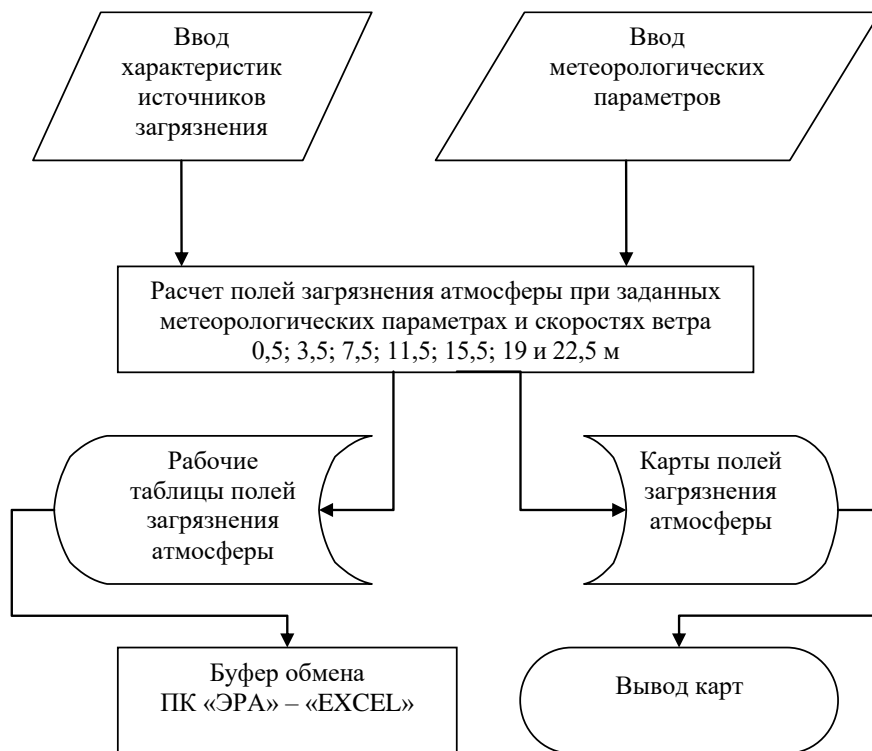 Ввод
характеристик
источников
загрязнения
Ввод
метеорологических
параметров
Расчет полей загрязнения атмосферы при заданных
метеорологических параметрах и скоростях ветра
0,5; 3,5; 7,5; 11,5; 15,5; 19 и 22,5 м
Рабочие
таблицы полей
загрязнения
атмосферы
Карты полей
загрязнения
атмосферы
Буфер обмена
ПК «ЭРА» – «EXCEL»
Вывод карт